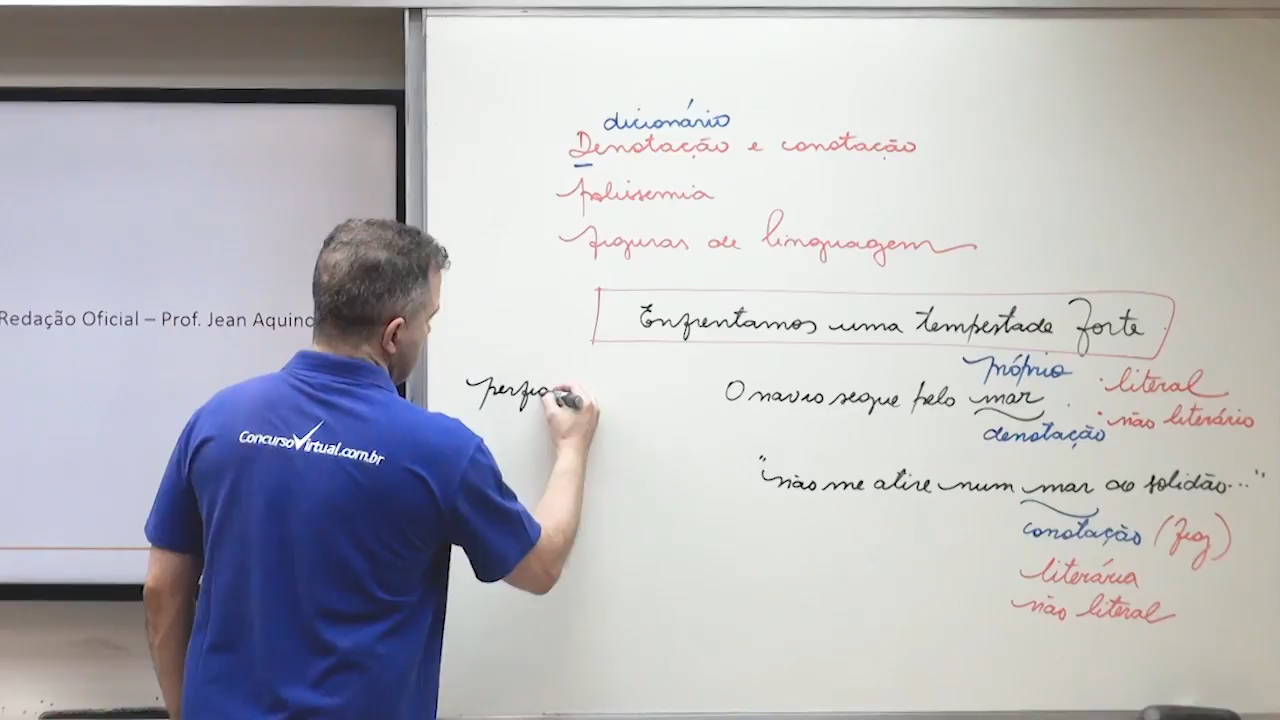 dicionário
Denotação e conotação
polissemia
figuras de linguagem
Enfrentamos uma tempestade forte
próprio
O navio segue pelo mar.
· literal
· não literário
denotação
"não me atire num mar de solidão..."
conotação (fig)
literária
não literal
Redação Oficial – Prof. Jean Aquino
ConcursoVirtual.com.br